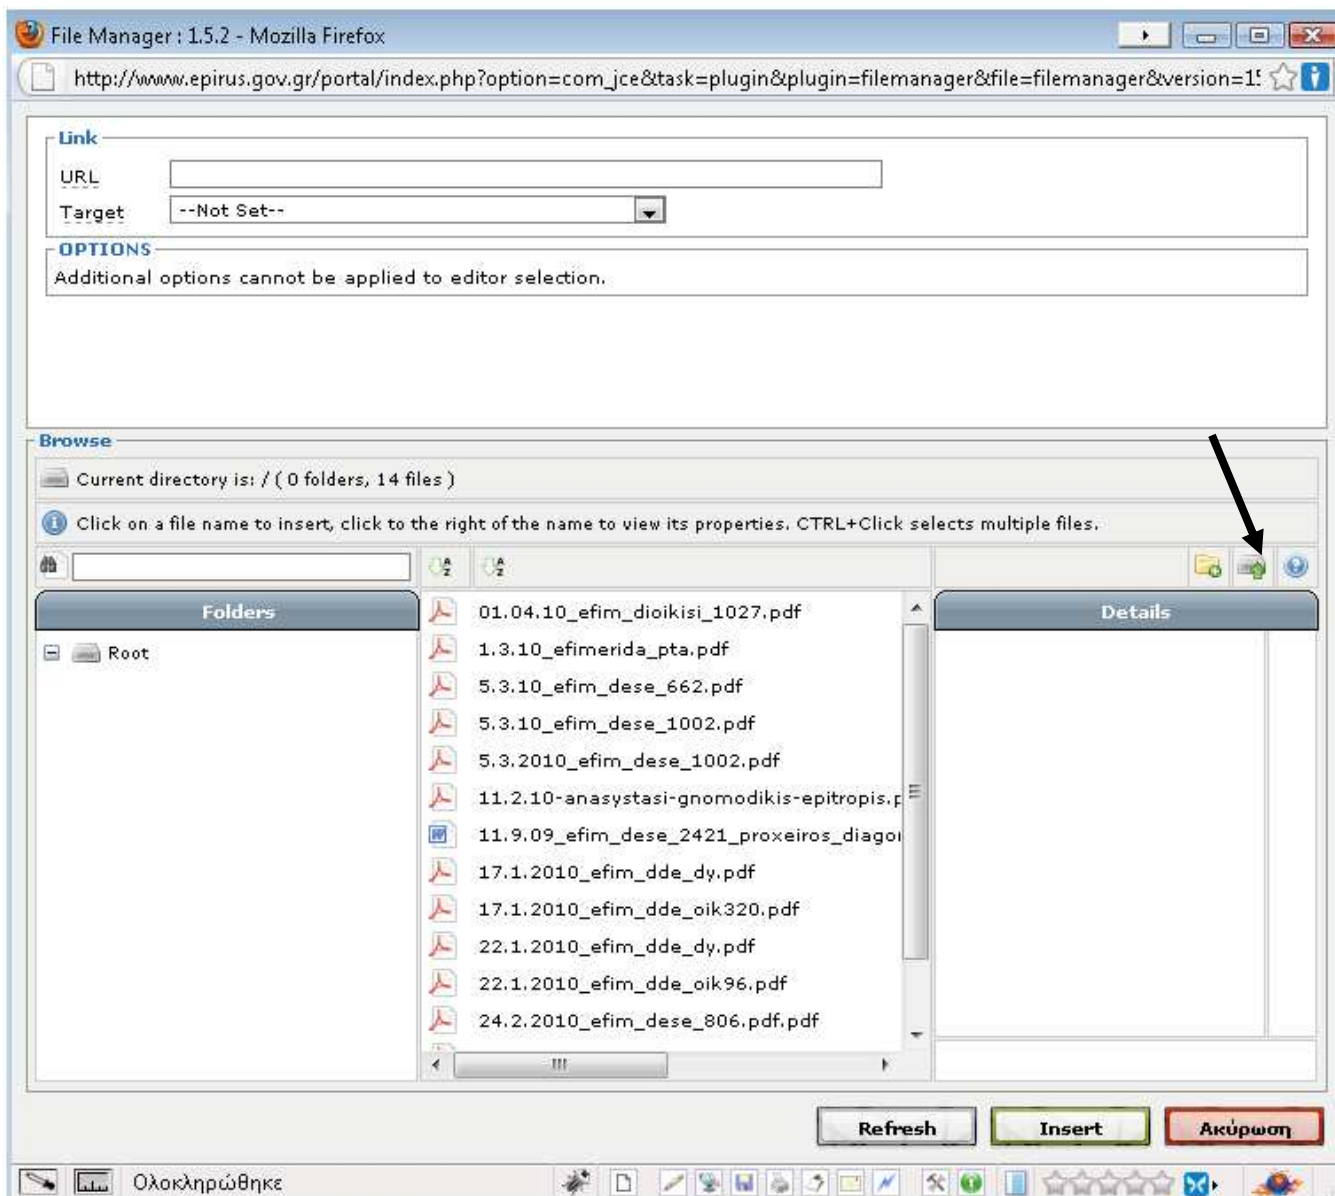 File Manager : 1.5.2 - Mozilla Firefox
http://www.epirus.gov.gr/portal/index.php?option=com_jce&task=plugin&plugin=filemanager&file=filemanager&version=15
Link
URL
Target --Not Set--
OPTIONS
Additional options cannot be applied to editor selection.
Browse
Current directory is: / ( 0 folders, 14 files )
Click on a file name to insert, click to the right of the name to view its properties. CTRL+Click selects multiple files.
Folders
Details
Root
01.04.10_efim_dioikisi_1027.pdf
1.3.10_efimerida_pta.pdf
5.3.10_efim_dese_662.pdf
5.3.10_efim_dese_1002.pdf
5.3.2010_efim_dese_1002.pdf
11.2.10-anasystasi-gnomodikis-epitropis.p
11.9.09_efim_dese_2421_proxeiros_diagon
17.1.2010_efim_dde_dy.pdf
17.1.2010_efim_dde_oik320.pdf
22.1.2010_efim_dde_dy.pdf
22.1.2010_efim_dde_oik96.pdf
24.2.2010_efim_dese_806.pdf.pdf
Refresh Insert Ακύρωση
Ολοκληρώθηκε